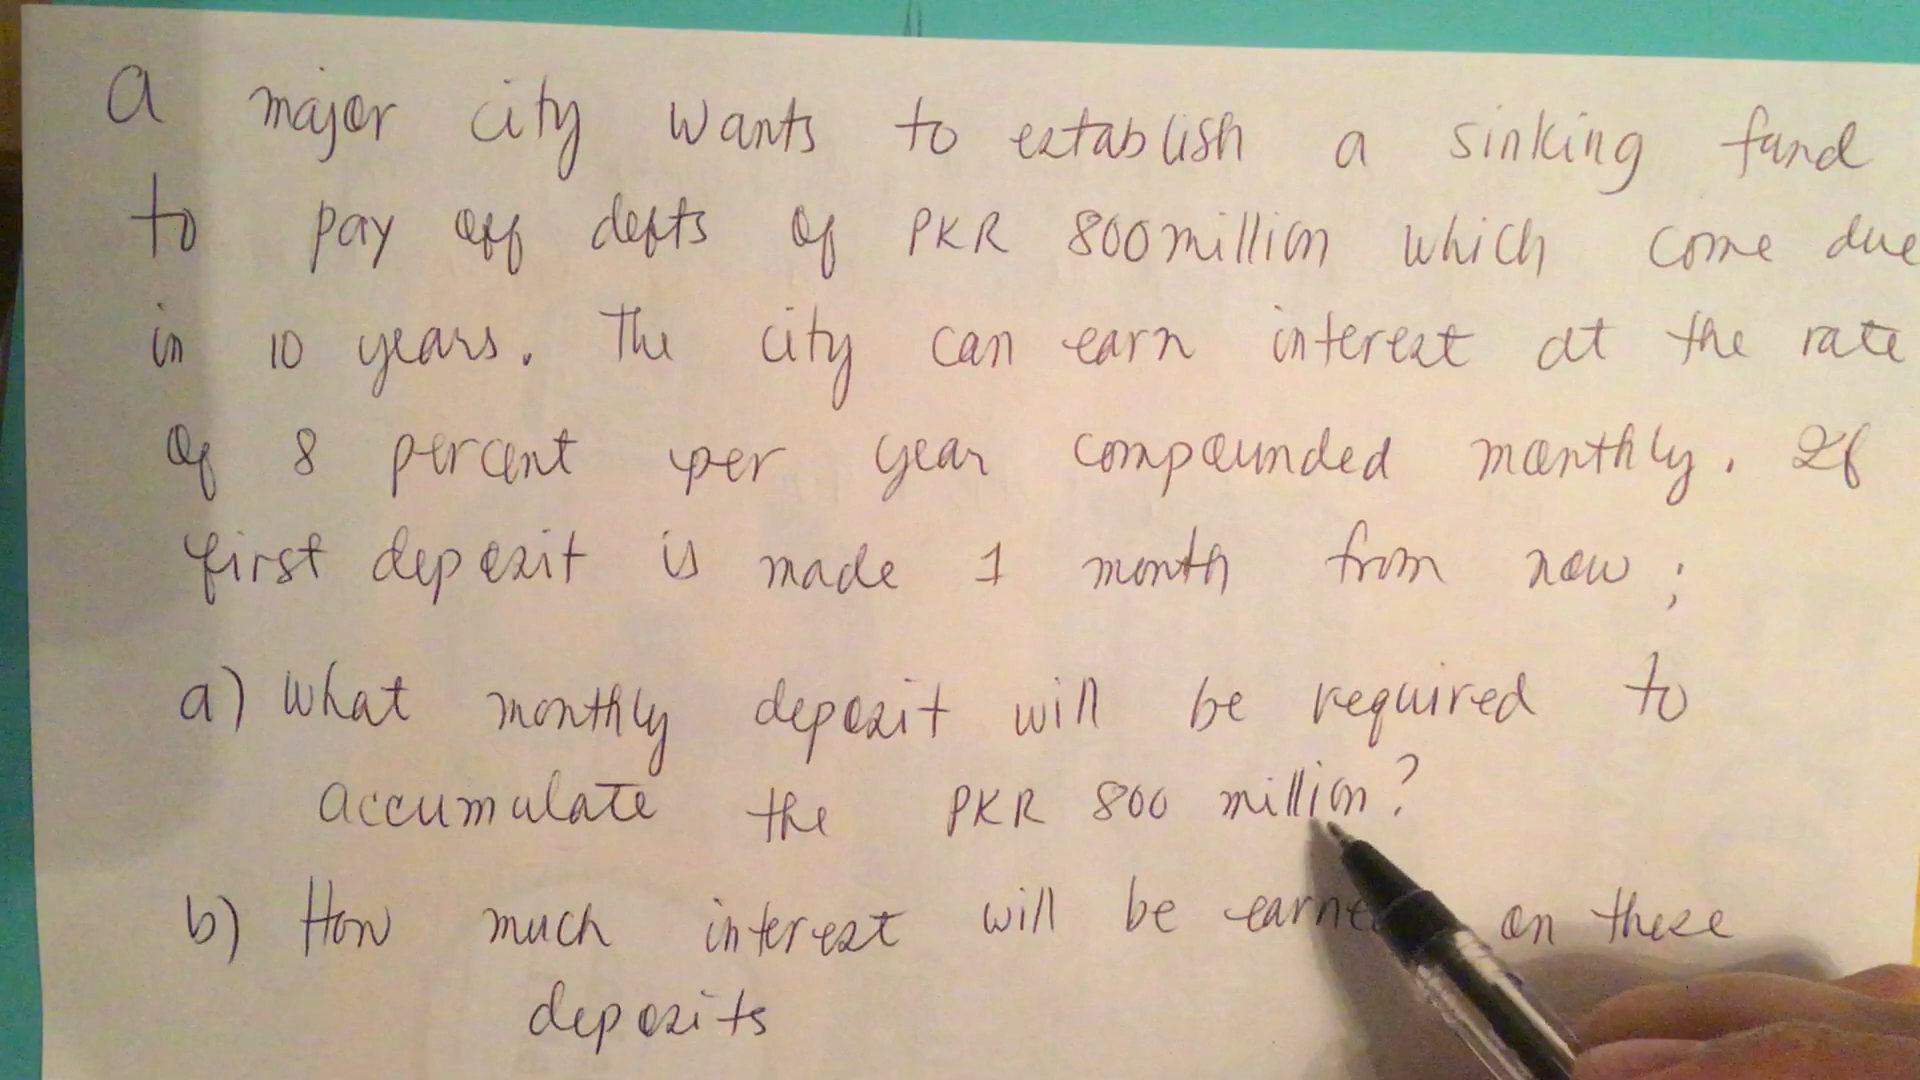 A major city wants to establish a sinking fund
to pay off debts of PKR 800 million which come due
in 10 years. The city can earn interest at the rate
of 8 percent per year compounded monthly. If
first deposit is made 1 month from now;
a) What monthly deposit will be required to
accumulate the PKR 800 million?
b) How much interest will be earned on these
deposits